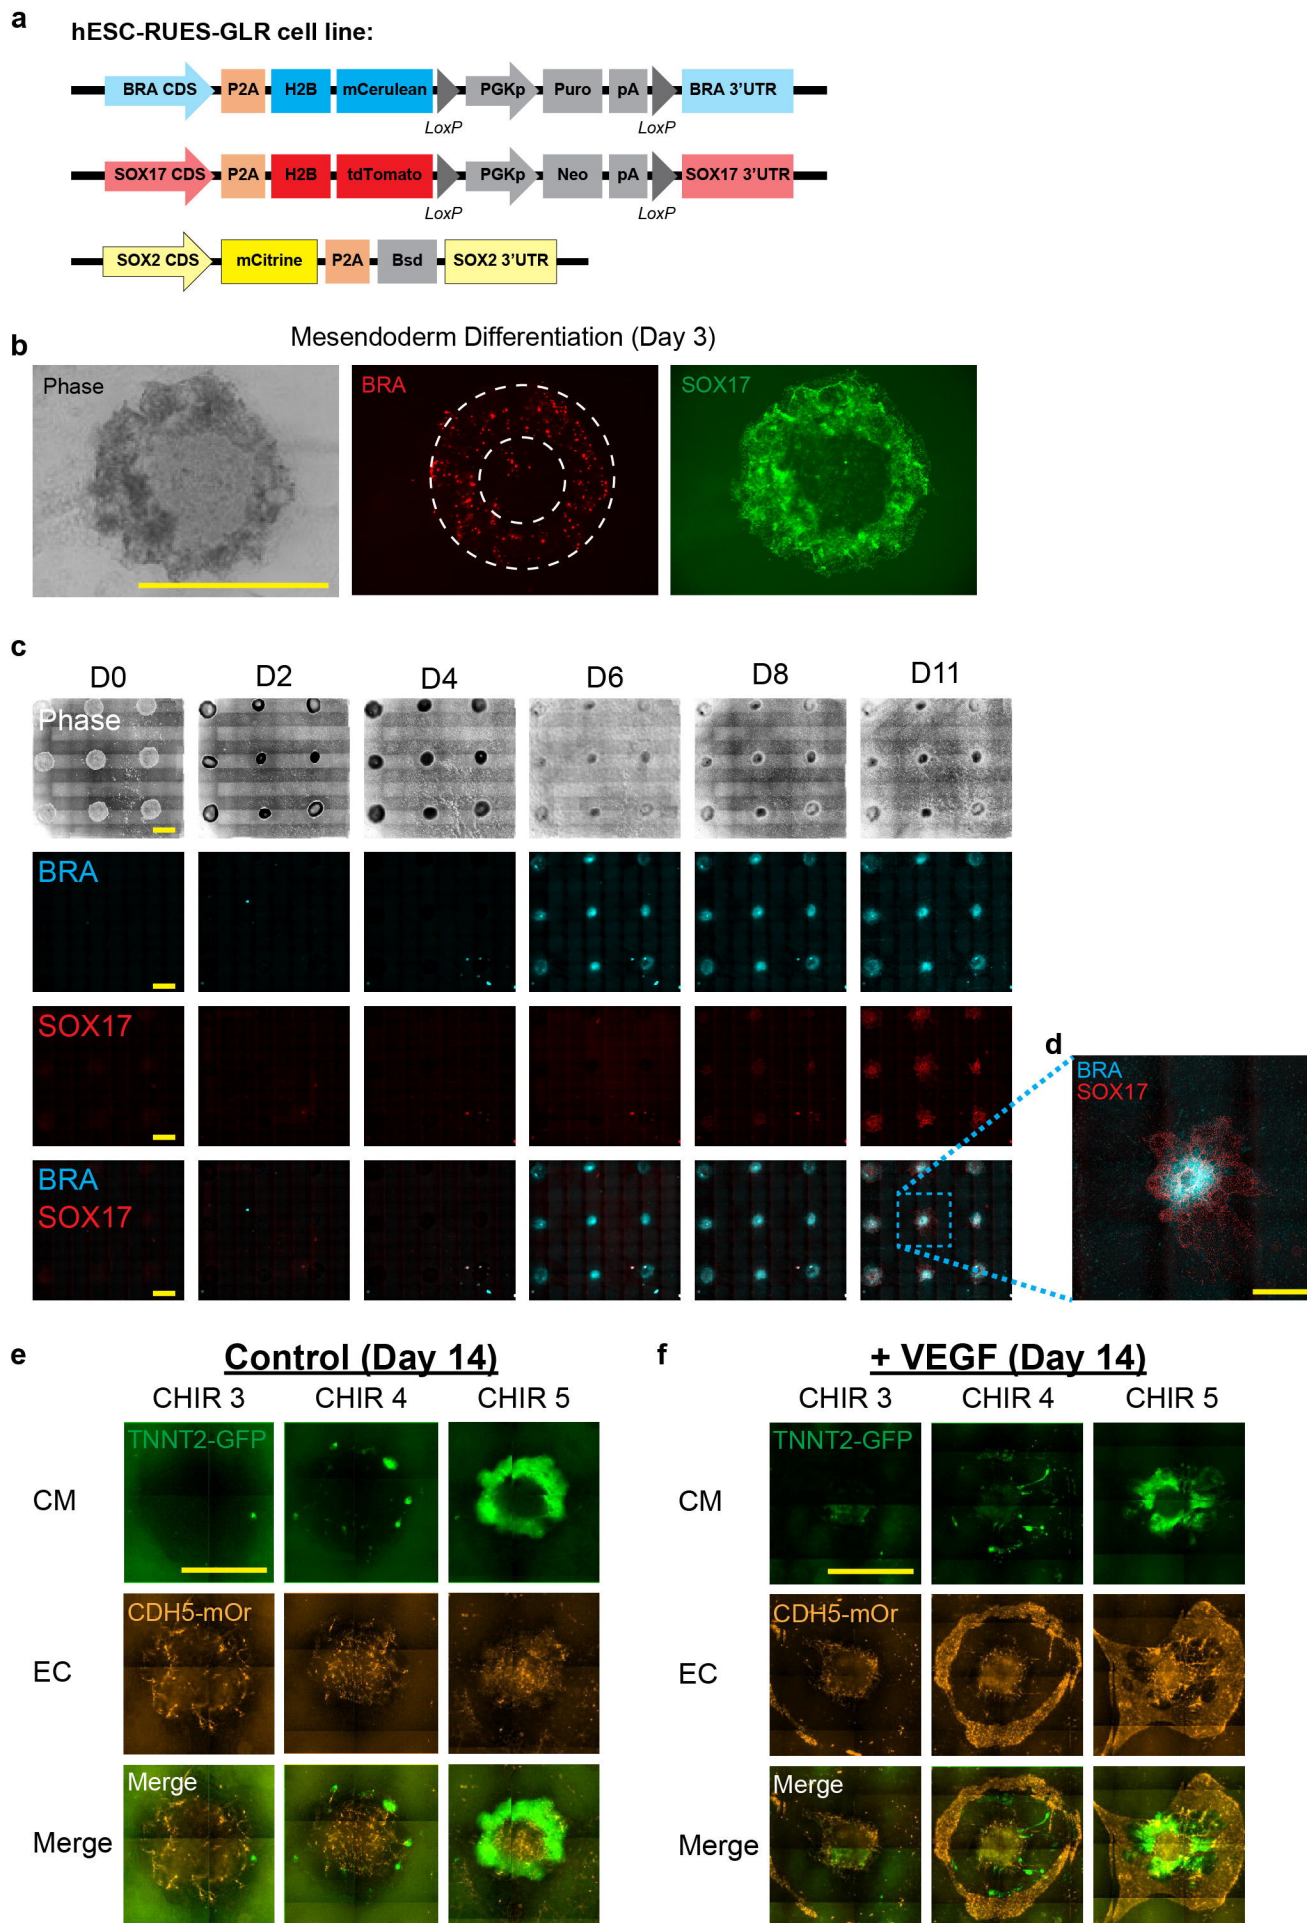 a
hESC-RUES-GLR cell line:
BRA CDS P2A H2B mCerulean PGKp Puro pA BRA 3'UTR
LoxP LoxP
SOX17 CDS P2A H2B tdTomato PGKp Neo pA SOX17 3'UTR
LoxP LoxP
SOX2 CDS mCitrine P2A Bsd SOX2 3'UTR
b
Mesendoderm Differentiation (Day 3)
Phase BRA SOX17
c
D0 D2 D4 D6 D8 D11
Phase
BRA
SOX17
BRA
SOX17
d
BRA
SOX17
e
Control (Day 14)
CHIR 3 CHIR 4 CHIR 5
TNNT2-GFP
CM
CDH5-mOr
EC
Merge
Merge
f
+ VEGF (Day 14)
CHIR 3 CHIR 4 CHIR 5
TNNT2-GFP
CM
CDH5-mOr
EC
Merge
Merge